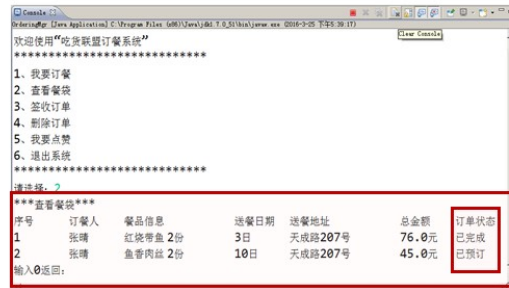 Console
OrderingMgr [Java Application] C:\Program Files (x86)\Java\jdk1.7.0_51\bin\javaw.exe (2016-3-25 下午5:39:17)
Clear Console
欢迎使用“吃货联盟订餐系统”
****************************
1、我要订餐
2、查看餐袋
3、签收订单
4、删除订单
5、我要点赞
6、退出系统
****************************
请选择：2
***查看餐袋***
序号 订餐人 餐品信息 送餐日期 送餐地址 总金额 订单状态
1 张晴 红烧带鱼 2份 3日 天成路207号 76.0元 已完成
2 张晴 鱼香肉丝 2份 10日 天成路207号 45.0元 已预订
输入0返回：